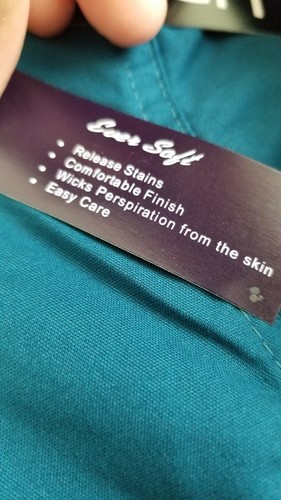 Ever Soft
• Release Stains
• Comfortable Finish
• Wicks Perspiration from the skin
• Easy Care